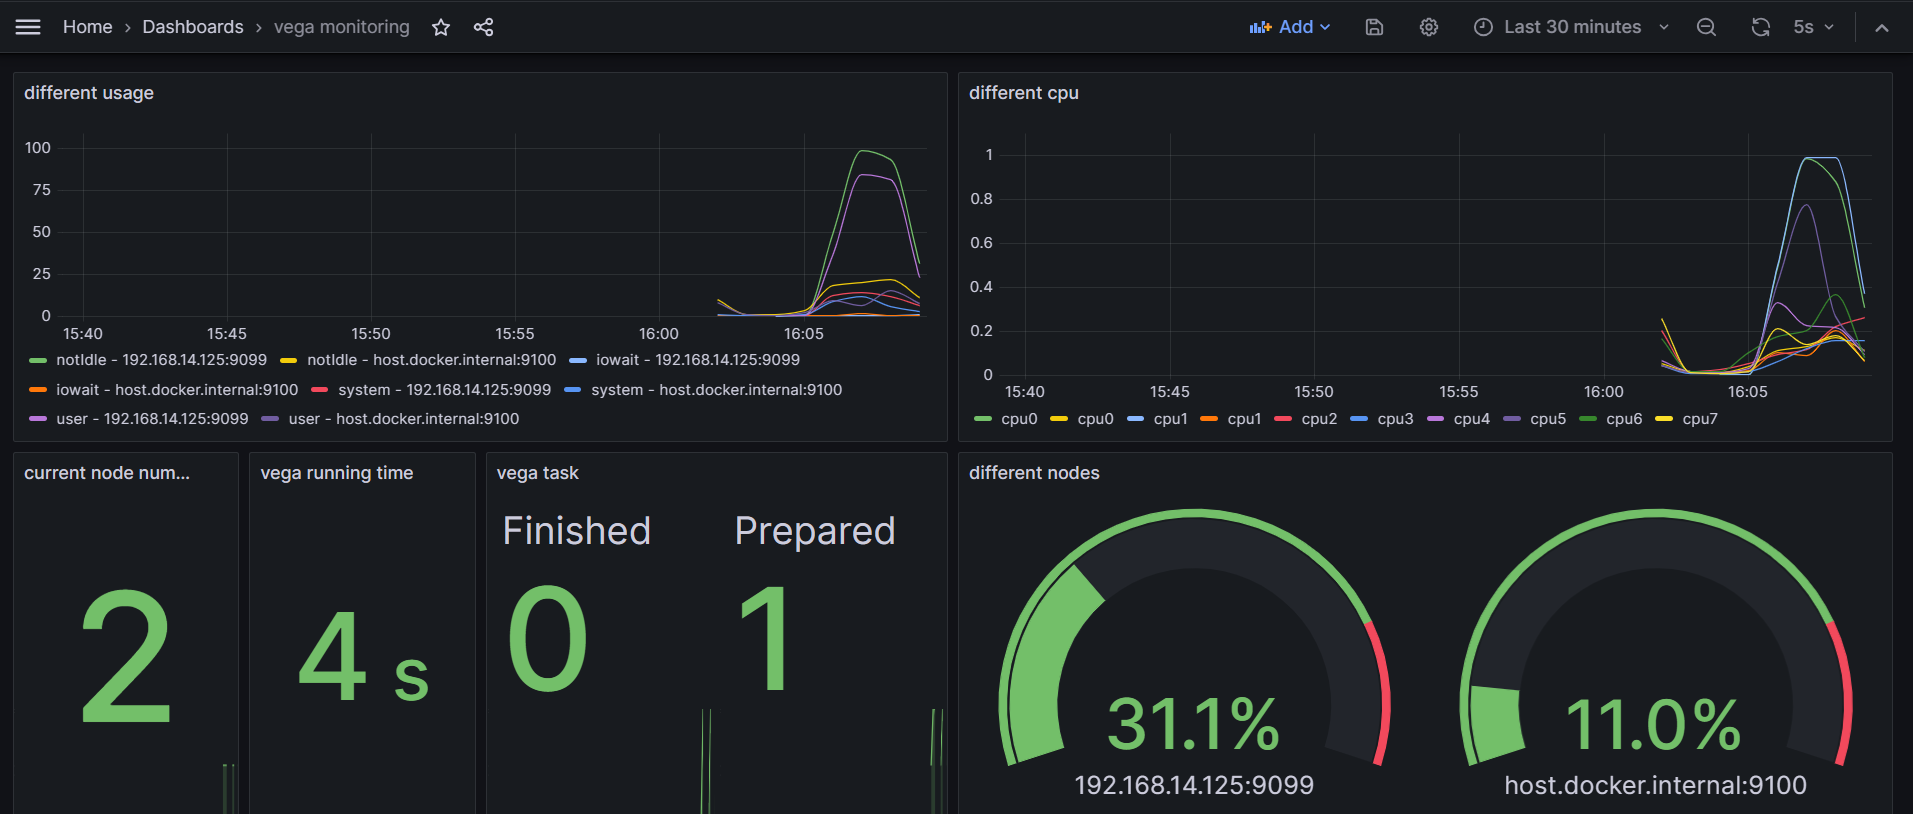 Home › Dashboards › vega monitoring
Add
Last 30 minutes
5s
different usage
100
75
50
25
0
15:40 15:45 15:50 15:55 16:00 16:05
notIdle - 192.168.14.125:9099 notIdle - host.docker.internal:9100 iowait - 192.168.14.125:9099
iowait - host.docker.internal:9100 system - 192.168.14.125:9099 system - host.docker.internal:9100
user - 192.168.14.125:9099 user - host.docker.internal:9100
different cpu
1
0.8
0.6
0.4
0.2
0
15:40 15:45 15:50 15:55 16:00 16:05
cpu0 cpu0 cpu1 cpu1 cpu2 cpu3 cpu4 cpu5 cpu6 cpu7
current node num...
2
vega running time
4 s
vega task
Finished Prepared
0 1
different nodes
31.1% 11.0%
192.168.14.125:9099 host.docker.internal:9100